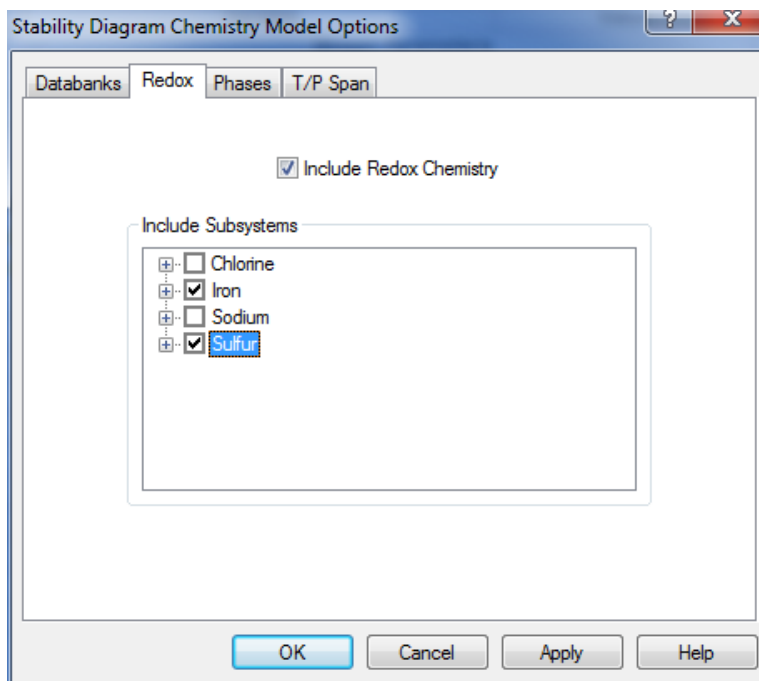 Stability Diagram Chemistry Model Options
? X
Databanks Redox Phases T/P Span
Include Redox Chemistry
Include Subsystems
Chlorine
Iron
Sodium
Sulfur
OK Cancel Apply Help